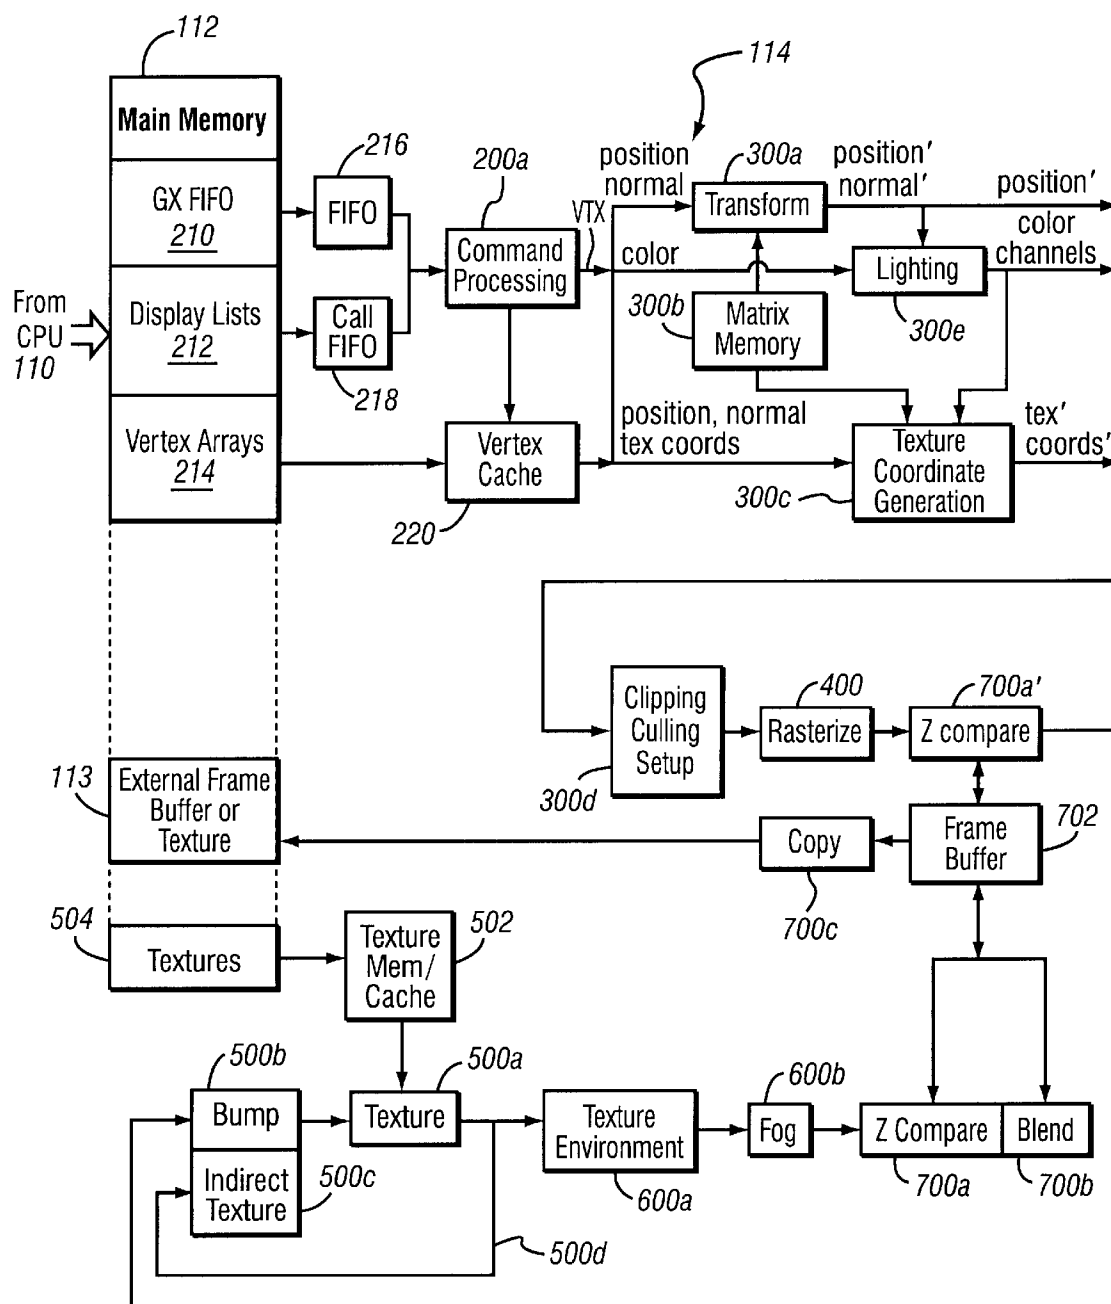 112
114
Main Memory
GX FIFO
210
Display Lists
212
Vertex Arrays
214
From
CPU
110
216
FIFO
Call
FIFO
218
200a
Command
Processing
VTX
Vertex
Cache
220
position
normal
300a
Transform
position'
normal'
position'
color
channels
color
Lighting
300e
300b
Matrix
Memory
position, normal
tex coords
Texture
Coordinate
Generation
300c
tex'
coords'
Clipping
Culling
Setup
300d
400
Rasterize
700a'
Z compare
113
External Frame
Buffer or
Texture
Copy
700c
Frame
Buffer
702
504
Textures
Texture
Mem/
Cache
502
500b
Bump
Indirect
Texture
500c
500a
Texture
500d
Texture
Environment
600a
600b
Fog
Z Compare
700a
Blend
700b